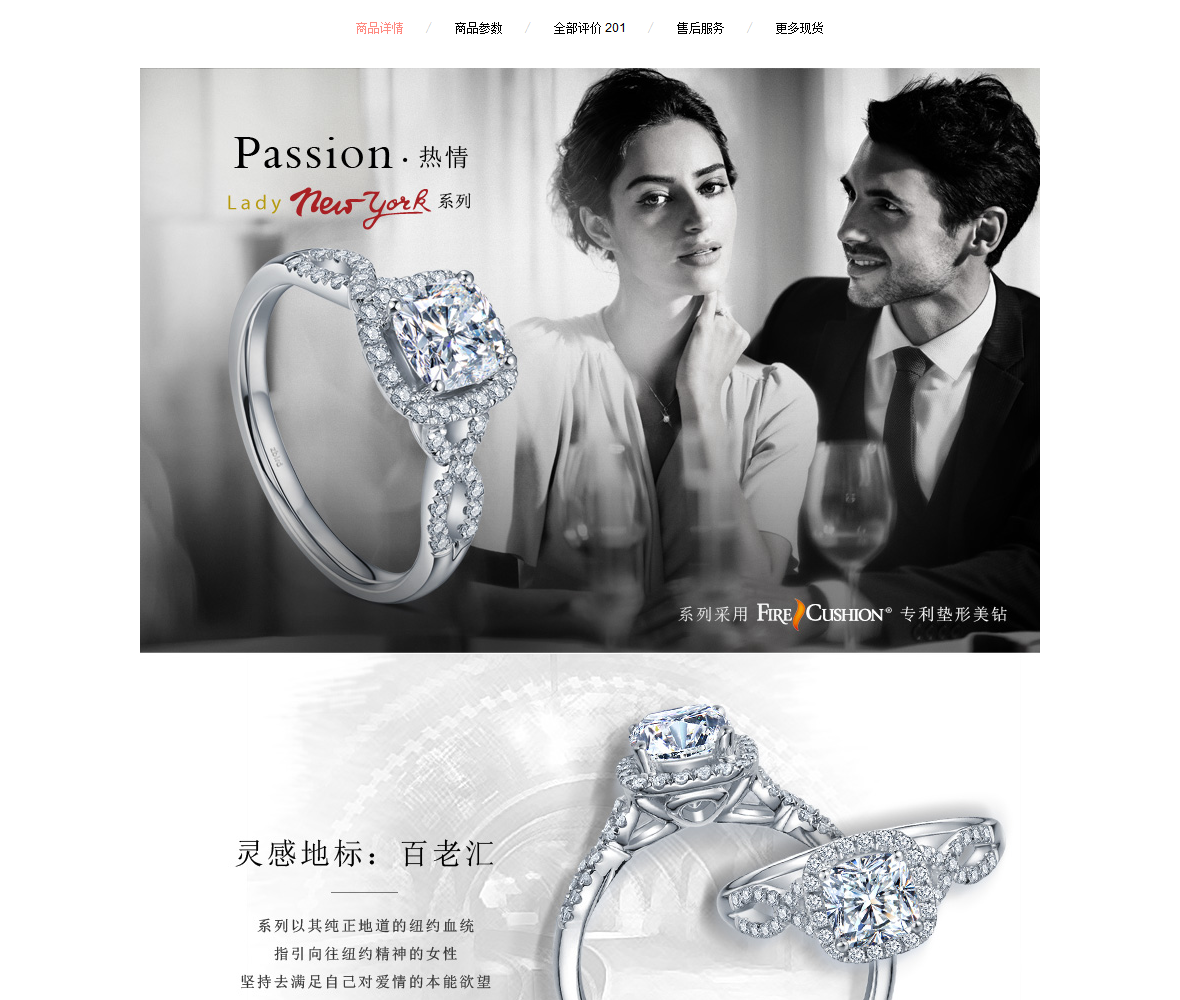 商品详情 / 商品参数 / 全部评价 201 / 售后服务 / 更多现货
Passion · 热情
Lady New York 系列
系列采用 FIRE CUSHION® 专利垫形美钻
灵感地标：百老汇
系列以其纯正地道的纽约血统
指引向往纽约精神的女性
坚持去满足自己对爱情的本能欲望